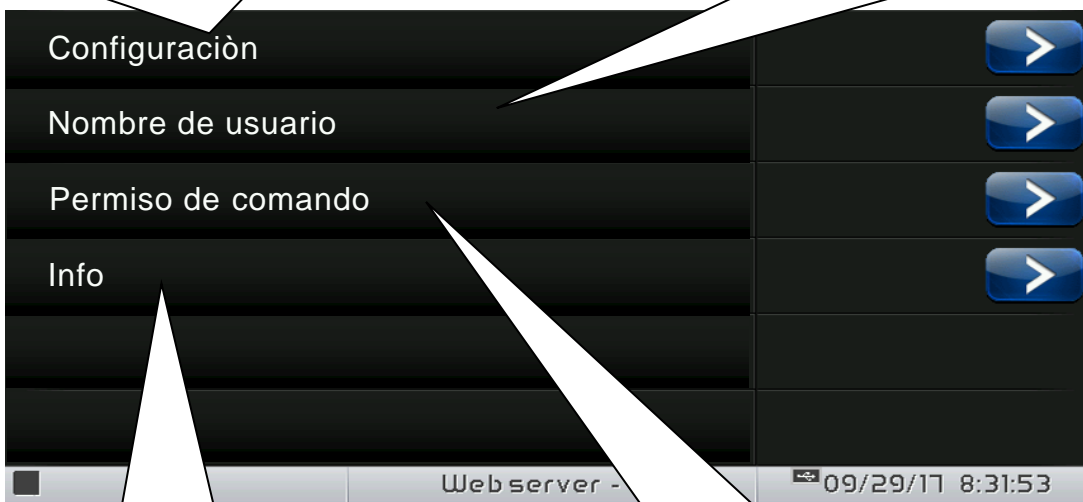 Configuraciòn
Nombre de usuario
Permiso de comando
Info
Webserver - 09/29/17 8:31:53